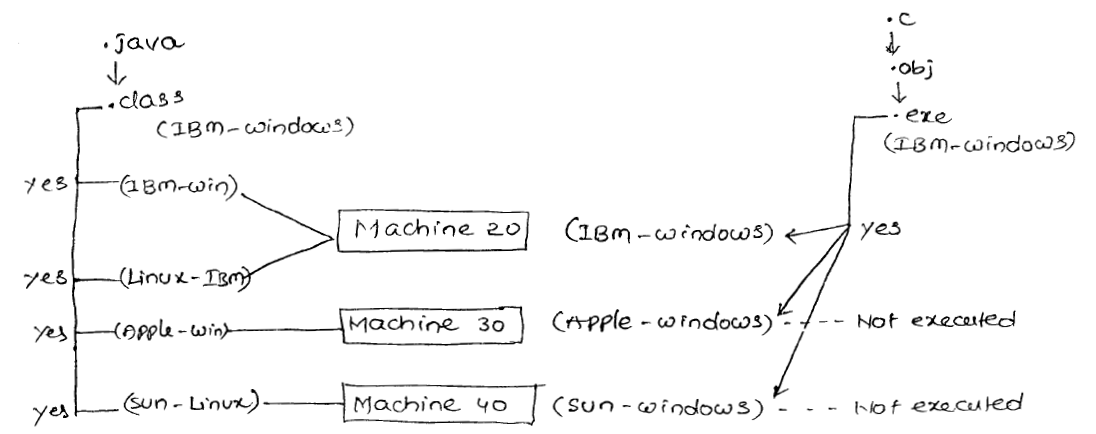 .java
.class
(IBM-windows)
yes (IBM-win)
yes (Linux-IBM)
yes (Apple-win)
yes (Sun-Linux)
Machine 20
Machine 30
Machine 40
.c
.obj
.exe
(IBM-windows)
(IBM-windows) yes
(Apple-windows) ----- Not executed
(Sun-windows) - - -- Not executed